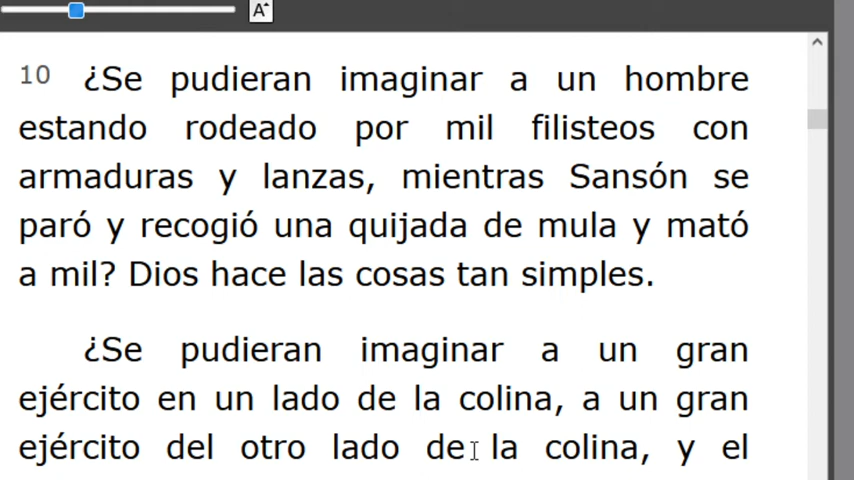 A
10 ¿Se pudieran imaginar a un hombre
estando rodeado por mil filisteos con
armaduras y lanzas, mientras Sansón se
paró y recogió una quijada de mula y mató
a mil? Dios hace las cosas tan simples.
¿Se pudieran imaginar a un gran
ejército en un lado de la colina, a un gran
ejército del otro lado de la colina, y el